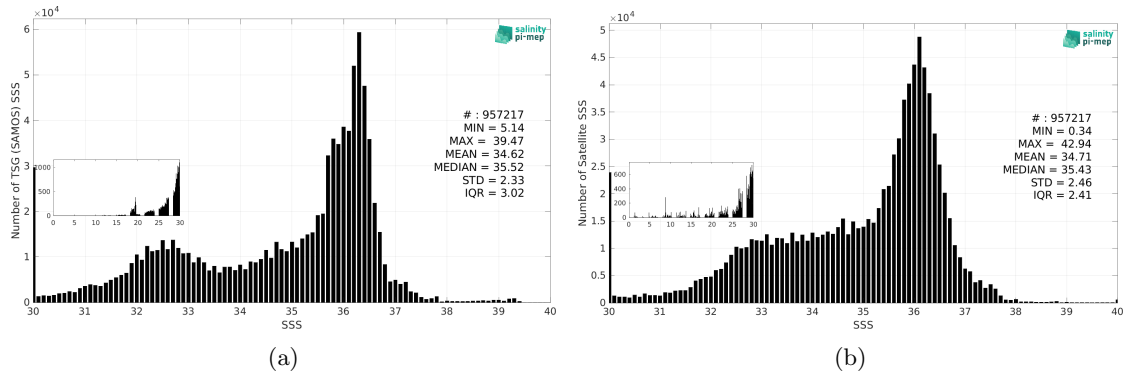 ×10⁴
6
5
4
3
2
1
0
Number of TSG (SAMOS) SSS
salinity
pi-mep
# : 957217
MIN = 5.14
MAX = 39.47
MEAN = 34.62
MEDIAN = 35.52
STD = 2.33
IQR = 3.02
1000
500
0
0 5 10 15 20 25 30
30 31 32 33 34 35 36 37 38 39 40
SSS
(a)
×10⁴
5
4.5
4
3.5
3
2.5
2
1.5
1
0.5
0
Number of Satellite SSS
salinity
pi-mep
# : 957217
MIN = 0.34
MAX = 42.94
MEAN = 34.71
MEDIAN = 35.43
STD = 2.46
IQR = 2.41
600
400
200
0
0 5 10 15 20 25 30
30 31 32 33 34 35 36 37 38 39 40
SSS
(b)